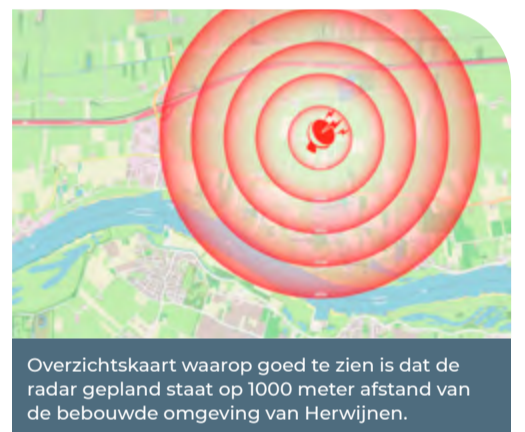 Overzichtskaart waarop goed te zien is dat de
radar gepland staat op 1000 meter afstand van
de bebouwde omgeving van Herwijnen.